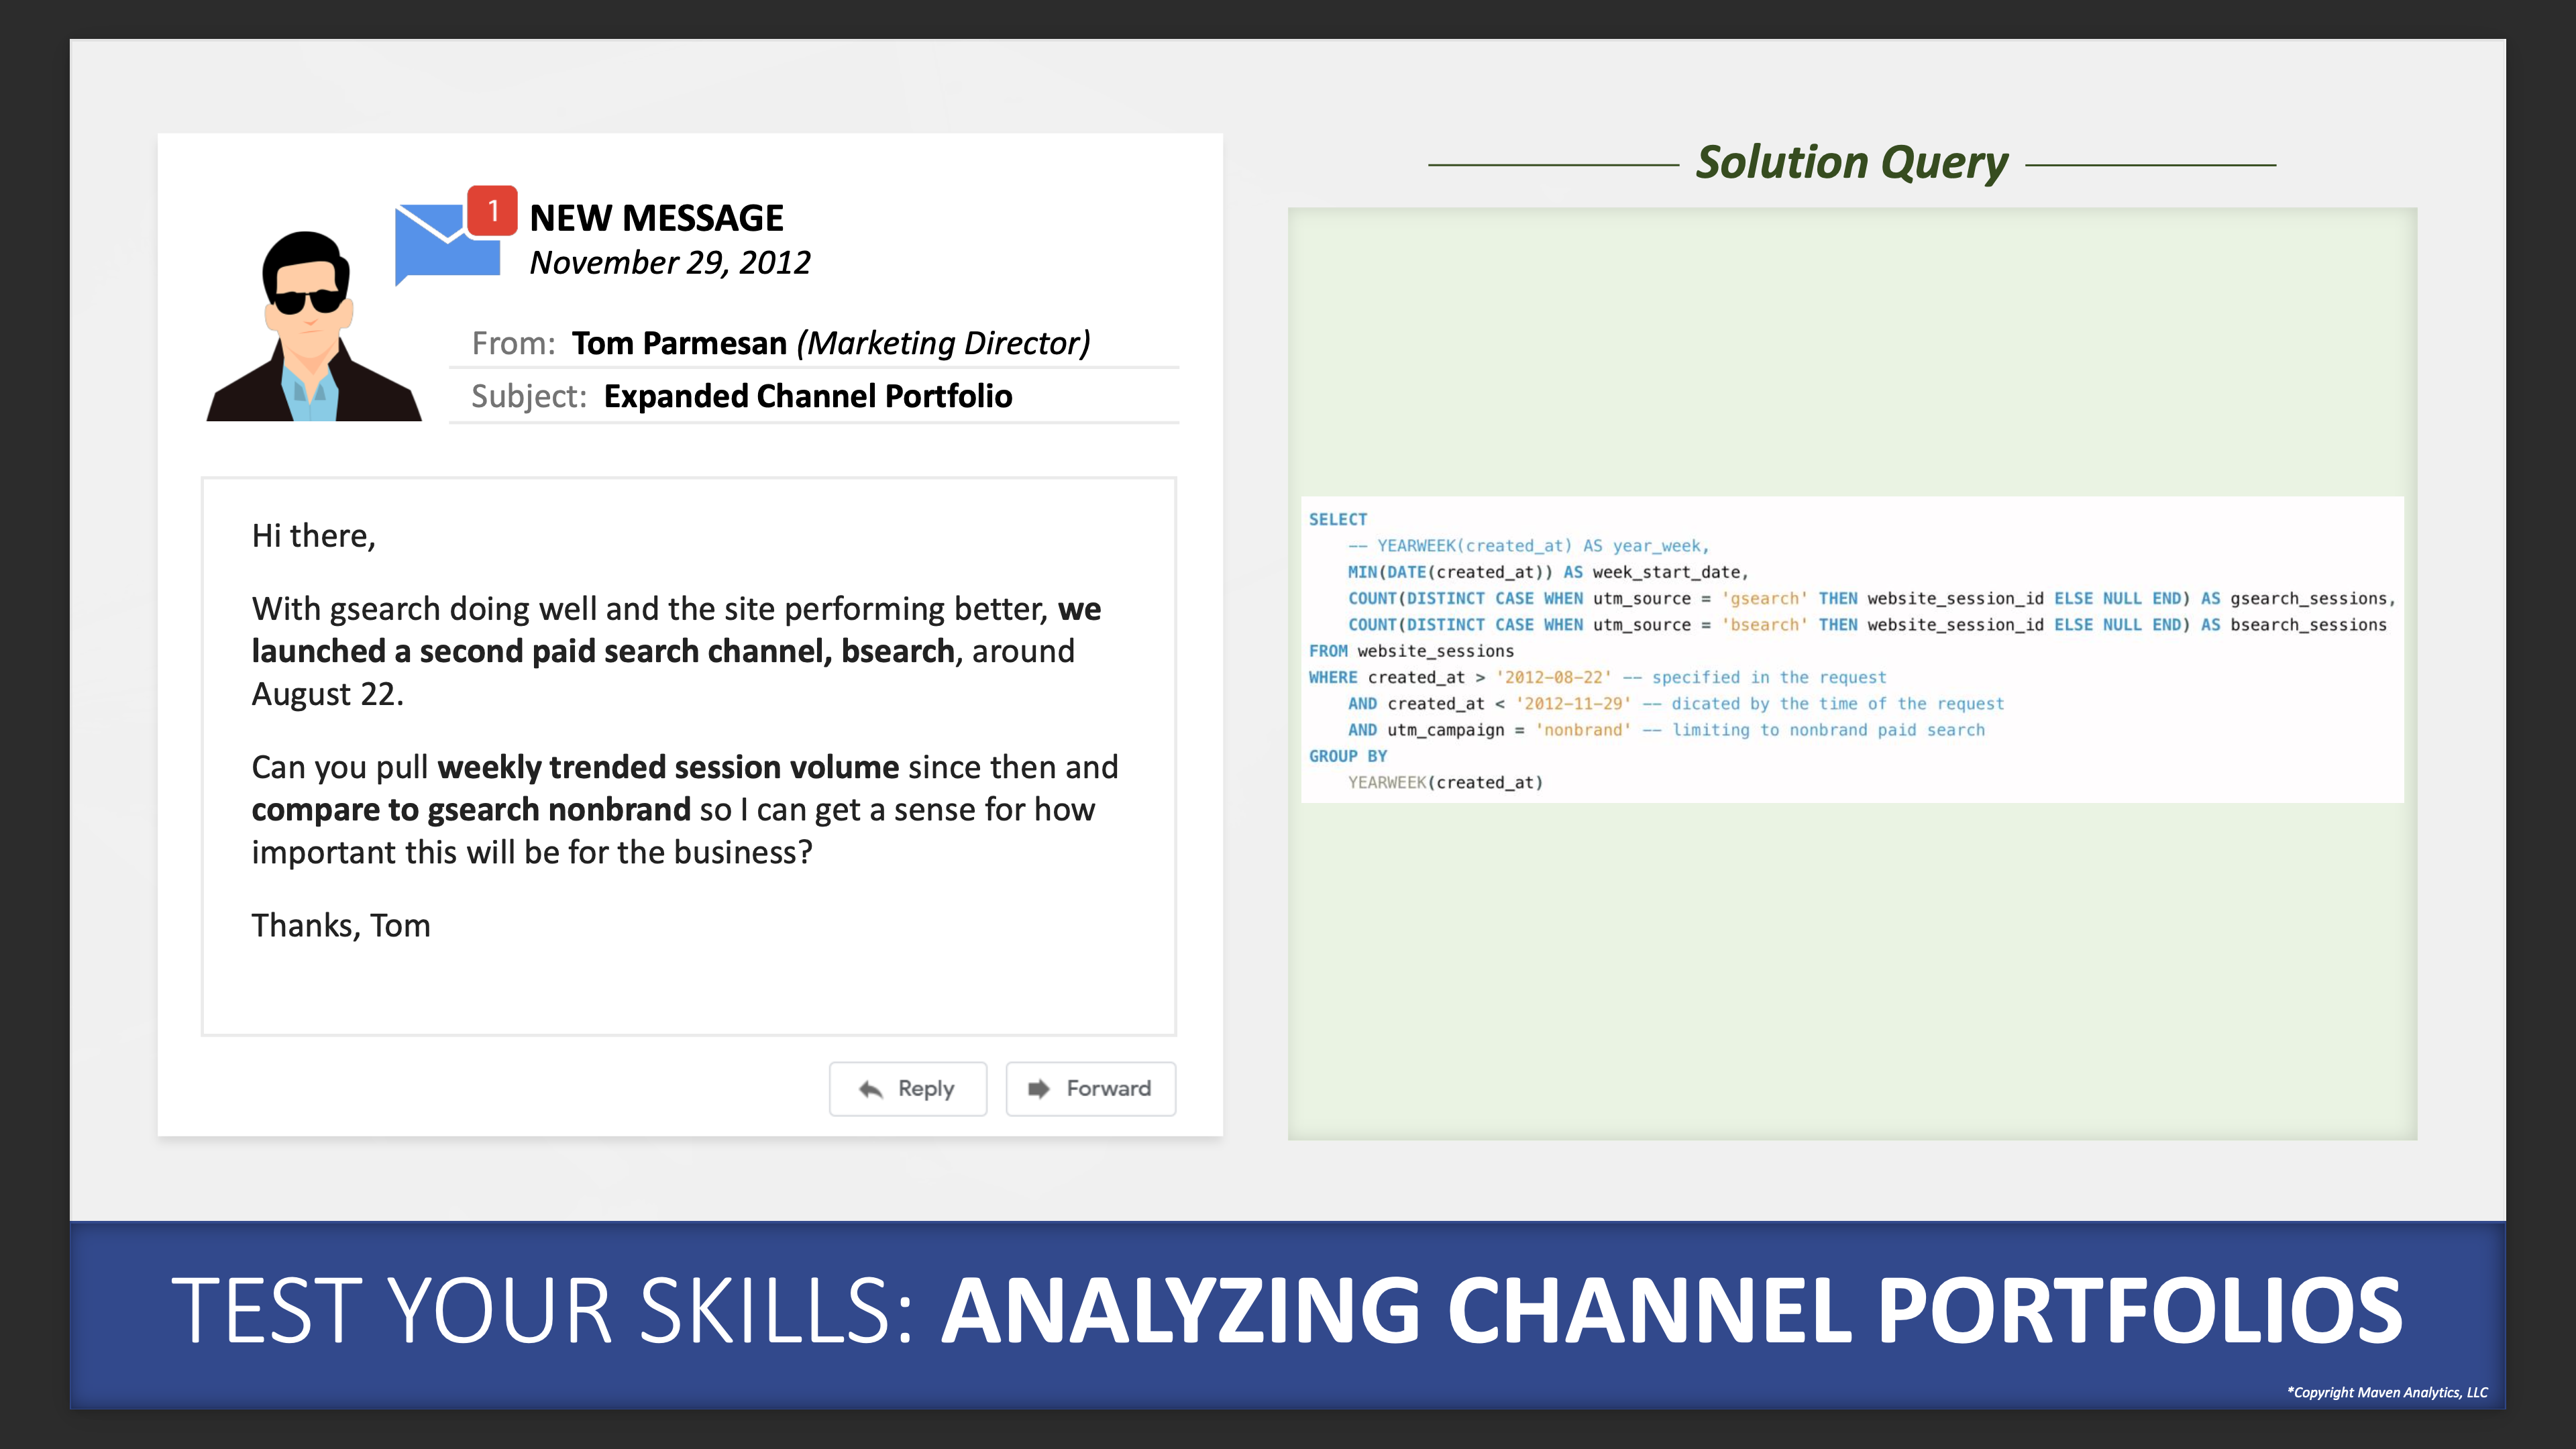 1
NEW MESSAGE
November 29, 2012
From: Tom Parmesan (Marketing Director)
Subject: Expanded Channel Portfolio
Hi there,
With gsearch doing well and the site performing better, we
launched a second paid search channel, bsearch, around
August 22.
Can you pull weekly trended session volume since then and
compare to gsearch nonbrand so I can get a sense for how
important this will be for the business?
Thanks, Tom
Reply
Forward
Solution Query
SELECT
-- YEARWEEK(created_at) AS year_week,
MIN(DATE(created_at)) AS week_start_date,
COUNT(DISTINCT CASE WHEN utm_source = 'gsearch' THEN website_session_id ELSE NULL END) AS gsearch_sessions,
COUNT(DISTINCT CASE WHEN utm_source = 'bsearch' THEN website_session_id ELSE NULL END) AS bsearch_sessions
FROM website_sessions
WHERE created_at > '2012-08-22' -- specified in the request
AND created_at < '2012-11-29' -- dicated by the time of the request
AND utm_campaign = 'nonbrand' -- limiting to nonbrand paid search
GROUP BY
YEARWEEK(created_at)
TEST YOUR SKILLS: ANALYZING CHANNEL PORTFOLIOS
*Copyright Maven Analytics, LLC